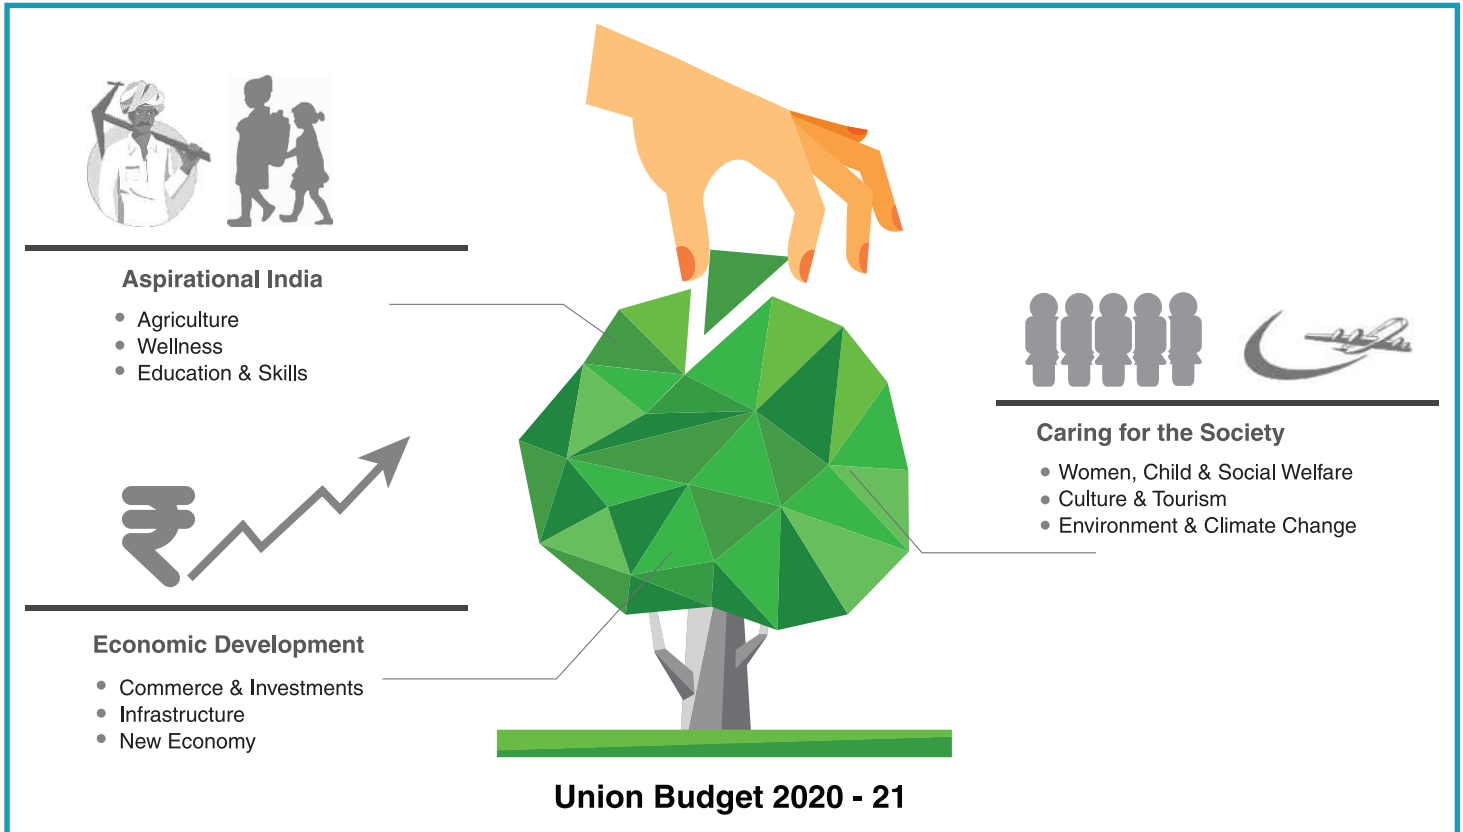 Aspirational India
• Agriculture
• Wellness
• Education & Skills
Economic Development
• Commerce & Investments
• Infrastructure
• New Economy
Caring for the Society
• Women, Child & Social Welfare
• Culture & Tourism
• Environment & Climate Change
Union Budget 2020 - 21